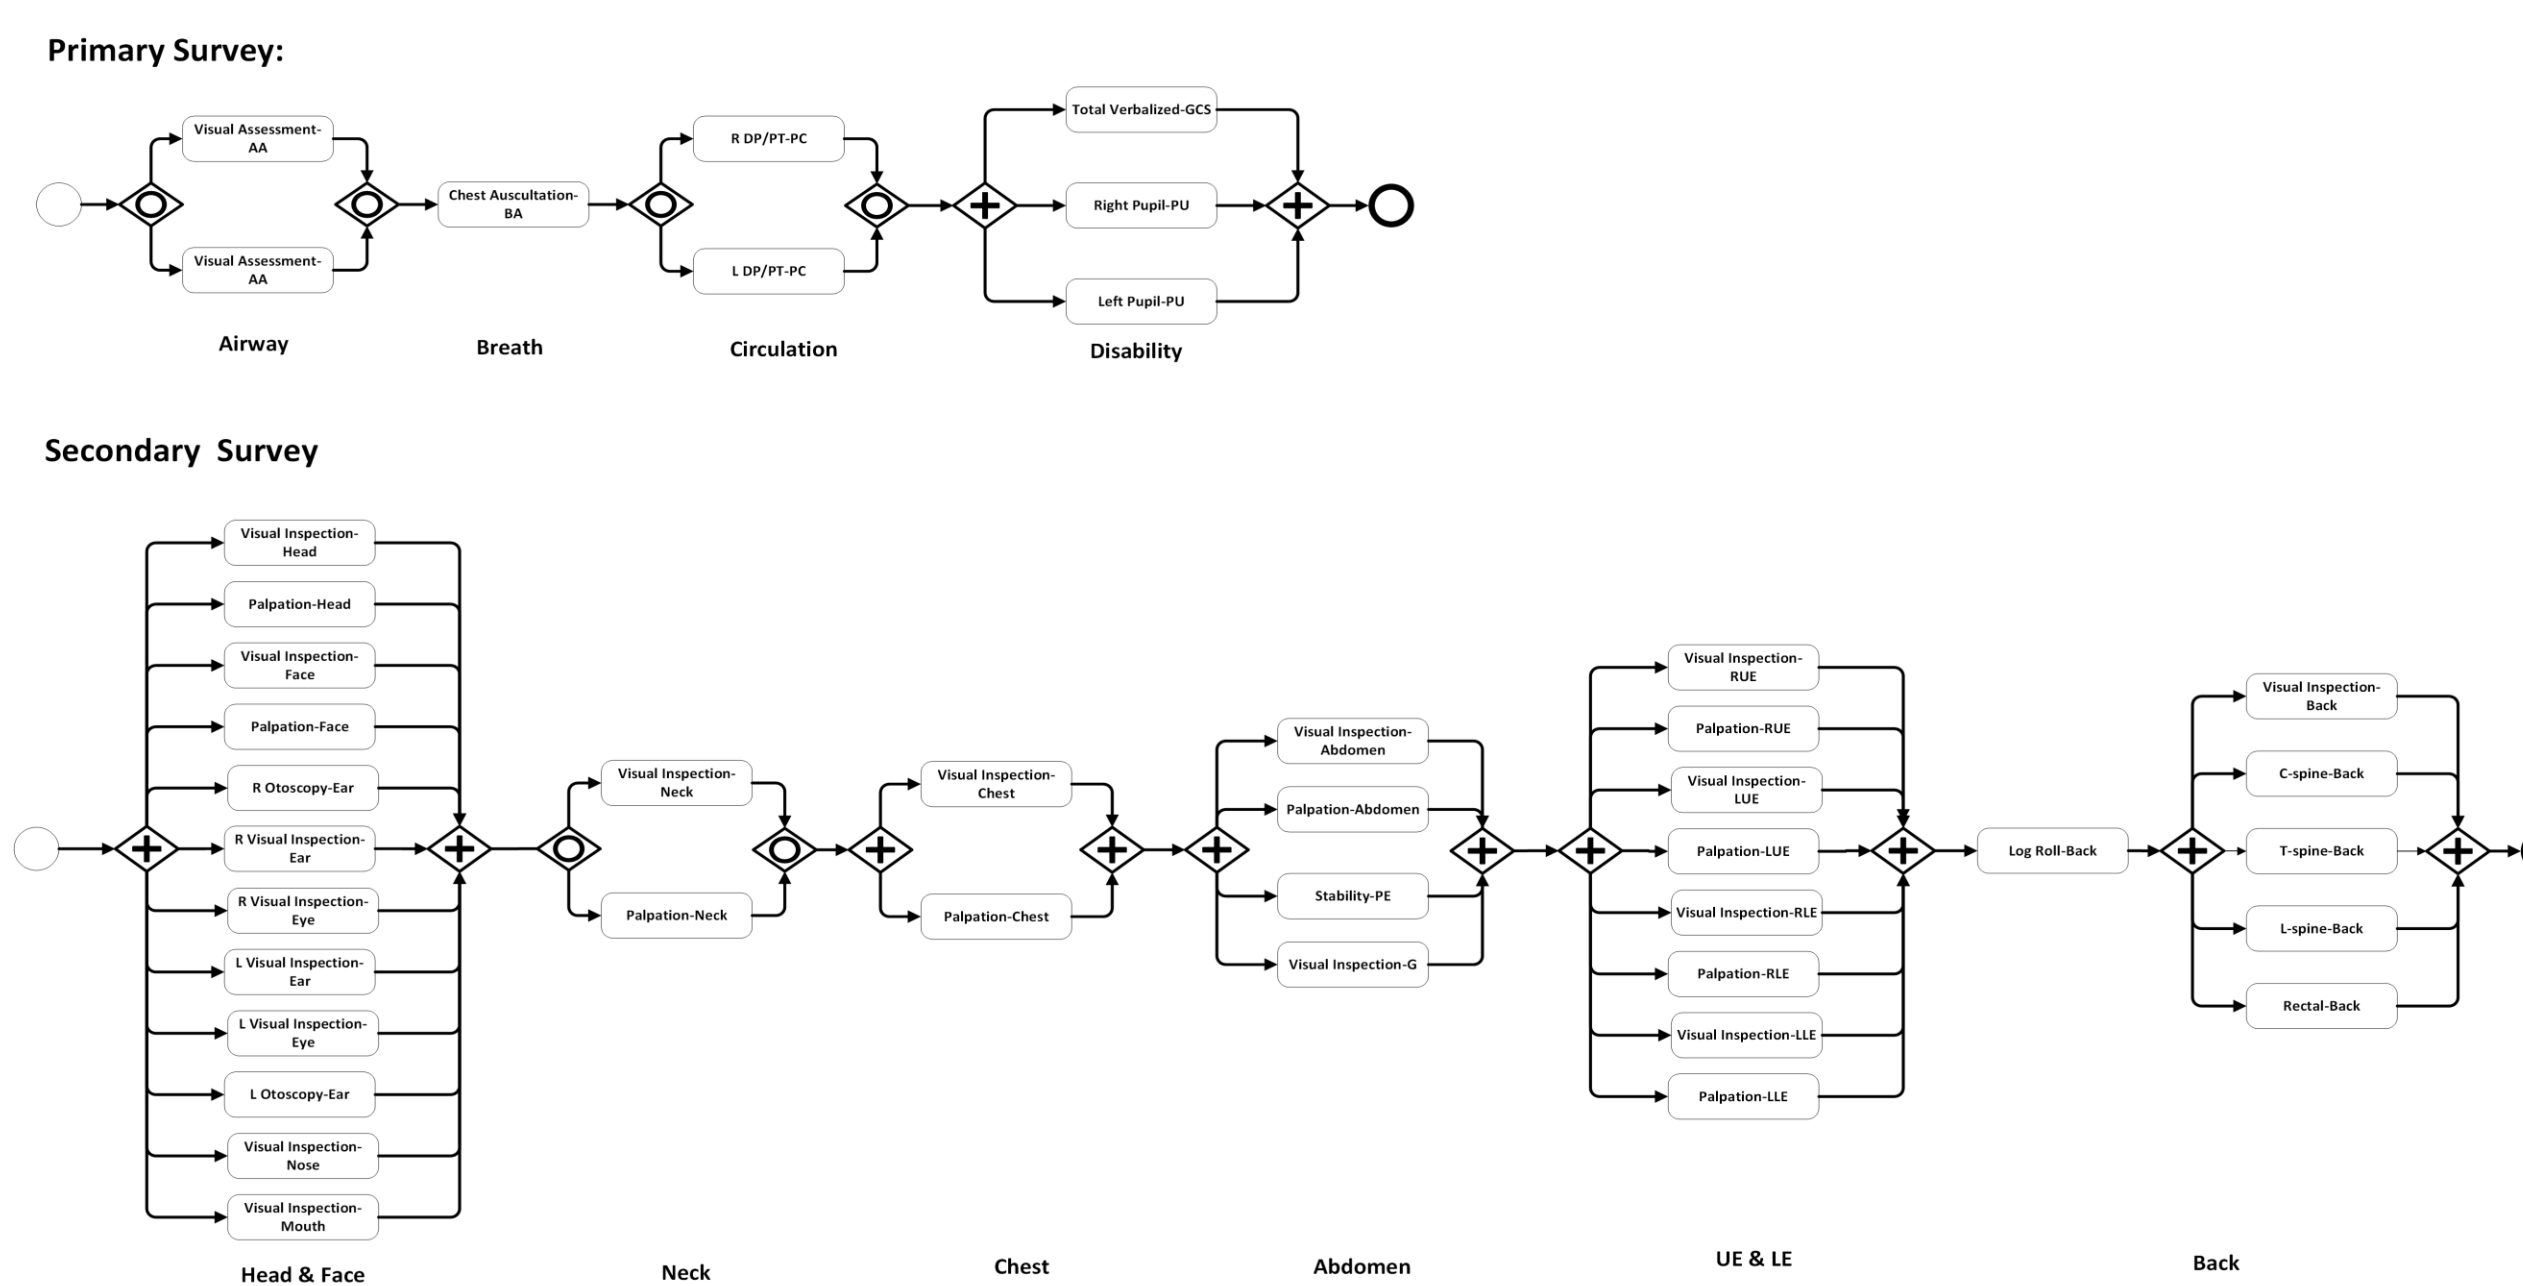 Primary Survey:
Visual Assessment-
AA
Visual Assessment-
AA
Chest Auscultation-
BA
R DP/PT-PC
L DP/PT-PC
Total Verbalized-GCS
Right Pupil-PU
Left Pupil-PU
Airway
Breath
Circulation
Disability
Secondary Survey
Visual Inspection-
Head
Palpation-Head
Visual Inspection-
Face
Palpation-Face
R Otoscopy-Ear
R Visual Inspection-
Ear
R Visual Inspection-
Eye
L Visual Inspection-
Ear
L Visual Inspection-
Eye
L Otoscopy-Ear
Visual Inspection-
Nose
Visual Inspection-
Mouth
Visual Inspection-
Neck
Palpation-Neck
Visual Inspection-
Chest
Palpation-Chest
Visual Inspection-
Abdomen
Palpation-Abdomen
Stability-PE
Visual Inspection-G
Visual Inspection-
RUE
Palpation-RUE
Visual Inspection-
LUE
Palpation-LUE
Visual Inspection-RLE
Palpation-RLE
Visual Inspection-LLE
Palpation-LLE
Log Roll-Back
Visual Inspection-
Back
C-spine-Back
T-spine-Back
L-spine-Back
Rectal-Back
Head & Face
Neck
Chest
Abdomen
UE & LE
Back